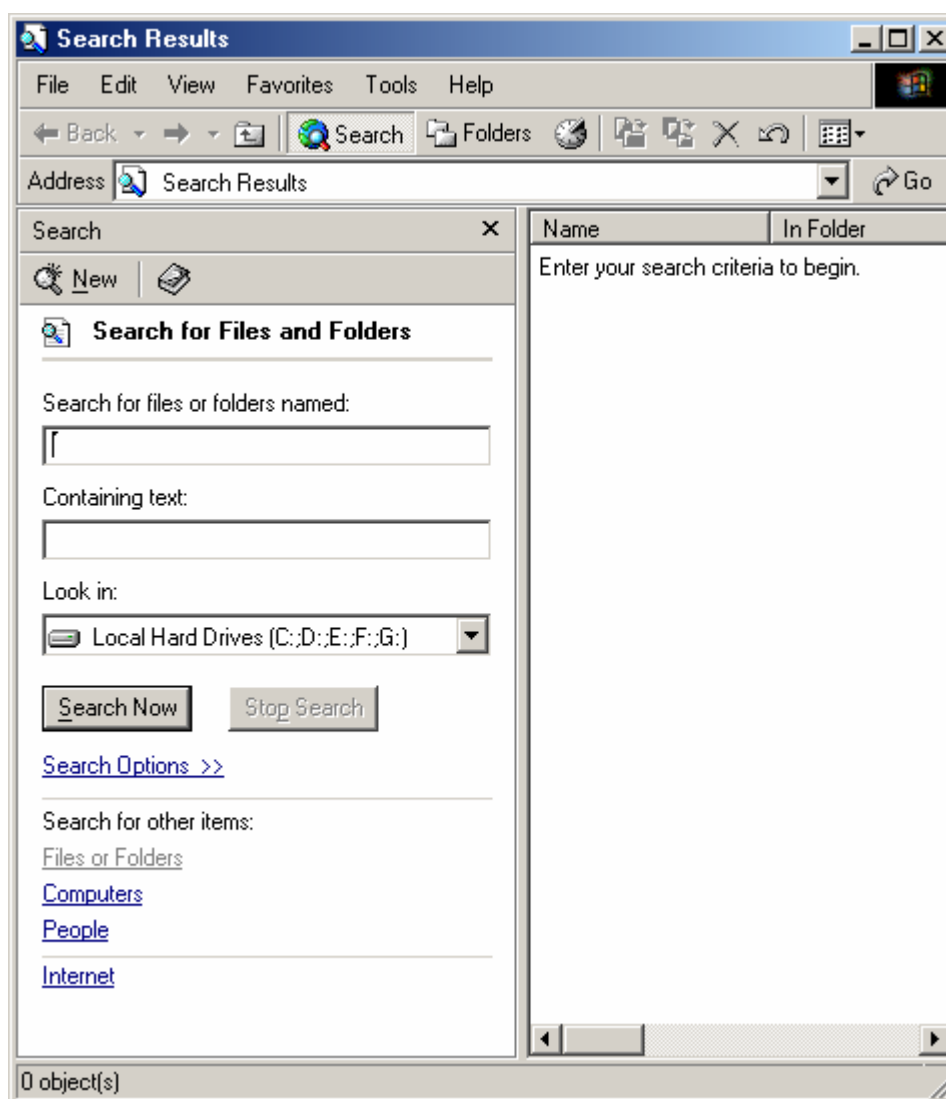 Search Results
File Edit View Favorites Tools Help
Back Search Folders
Address Search Results Go
Search
New
Search for Files and Folders
Search for files or folders named:
Containing text:
Look in:
Local Hard Drives (C:;D:;E:;F:;G:)
Search Now Stop Search
Search Options >>
Search for other items:
Files or Folders
Computers
People
Internet
Name In Folder
Enter your search criteria to begin.
0 object(s)